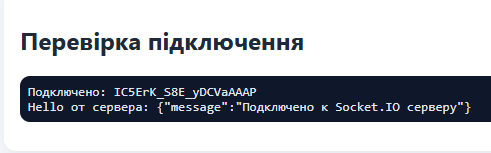 Перевірка підключення
Подключено: IC5ErK_S8E_yDCVaAAAP
Hello от сервера: {"message":"Подключено к Socket.IO серверу"}